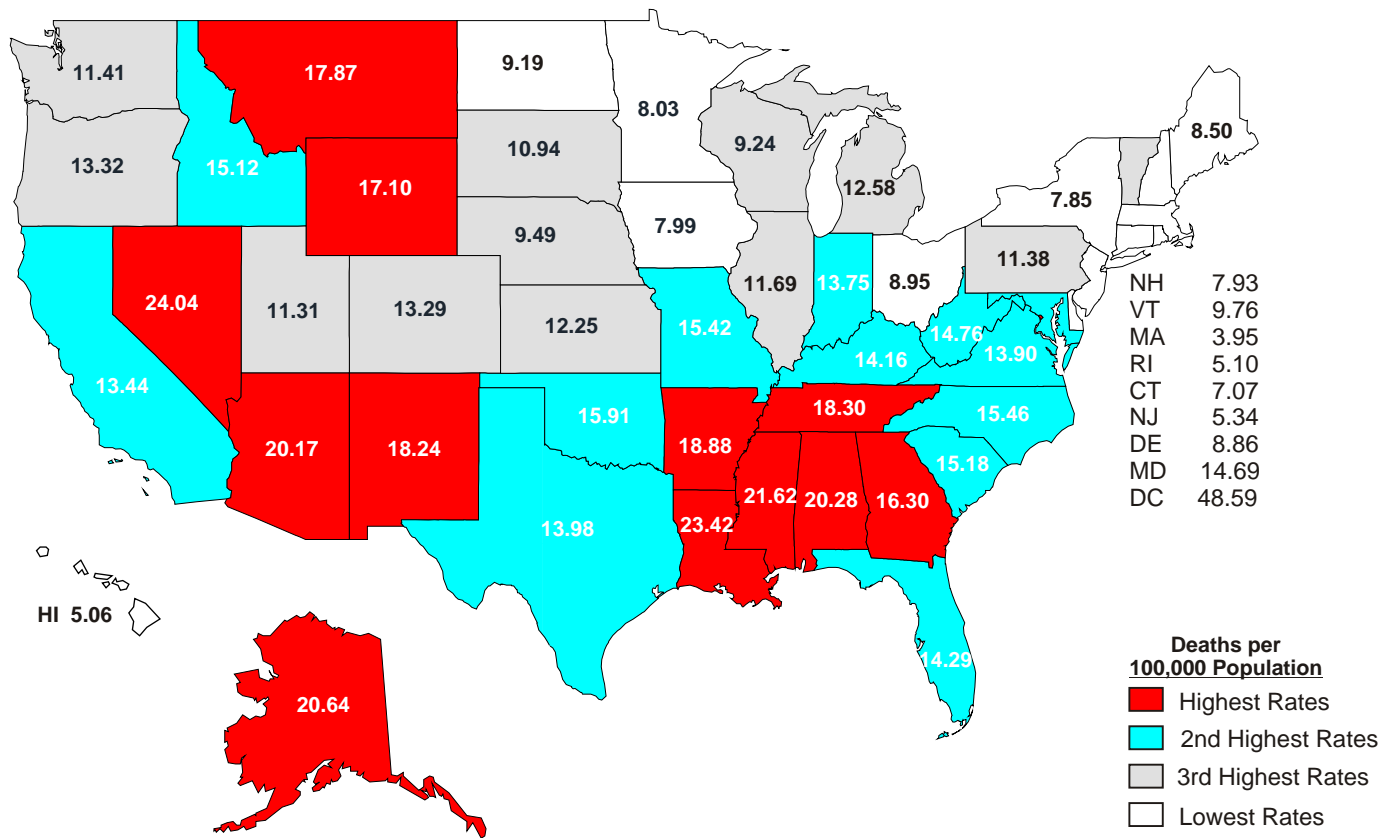 11.41
17.87
9.19
8.03
8.50
13.32
15.12
17.10
10.94
9.24
12.58
7.85
7.99
9.49
11.38
24.04
11.31
13.29
12.25
11.69
13.75
8.95
13.44
15.42
14.16
14.76
13.90
20.17
18.24
15.91
18.88
18.30
15.46
15.18
13.98
23.42
21.62
20.28
16.30
14.29
HI 5.06
20.64
NH 7.93
VT 9.76
MA 3.95
RI 5.10
CT 7.07
NJ 5.34
DE 8.86
MD 14.69
DC 48.59
Deaths per
100,000 Population
Highest Rates
2nd Highest Rates
3rd Highest Rates
Lowest Rates